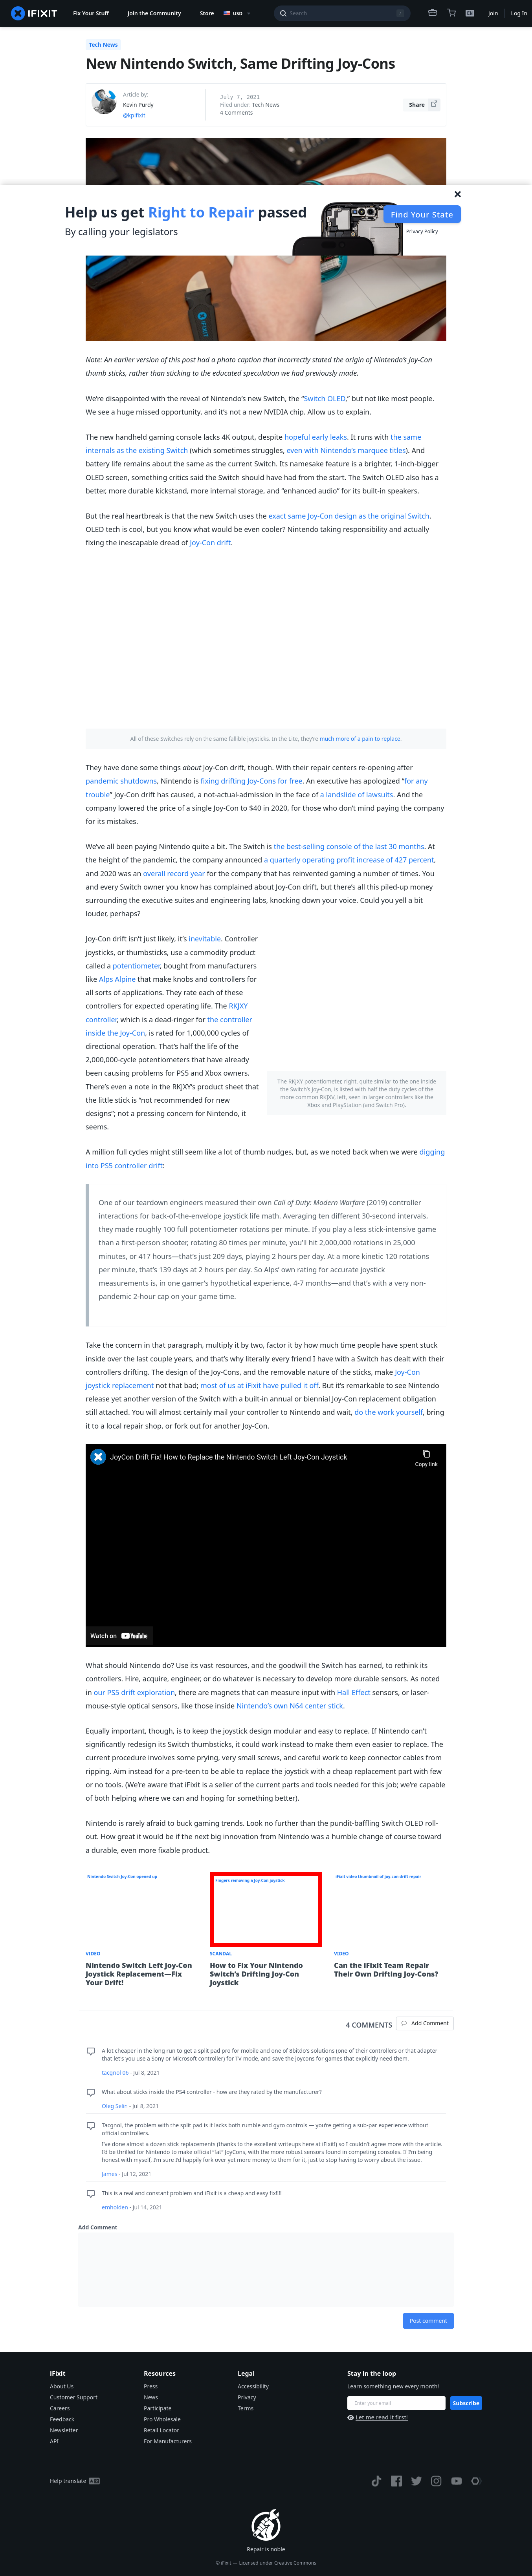 IFIXIT
Fix Your Stuff
Join the Community
Store
USD
Search
/
EN
Join
Log In
Tech News
New Nintendo Switch, Same Drifting Joy-Cons
Article by:
Kevin Purdy
@kpifixit
July 7, 2021
Filed under: Tech News
4 Comments
Share
Help us get Right to Repair passed
By calling your legislators
Find Your State
Privacy Policy
IFIXIT
Note: An earlier version of this post had a photo caption that incorrectly stated the origin of Nintendo's Joy-Con
thumb sticks, rather than sticking to the educated speculation we had previously made.
We're disappointed with the reveal of Nintendo's new Switch, the “Switch OLED,” but not like most people.
We see a huge missed opportunity, and it's not a new NVIDIA chip. Allow us to explain.
The new handheld gaming console lacks 4K output, despite hopeful early leaks. It runs with the same
internals as the existing Switch (which sometimes struggles, even with Nintendo's marquee titles). And
battery life remains about the same as the current Switch. Its namesake feature is a brighter, 1-inch-bigger
OLED screen, something critics said the Switch should have had from the start. The Switch OLED also has a
better, more durable kickstand, more internal storage, and “enhanced audio” for its built-in speakers.
But the real heartbreak is that the new Switch uses the exact same Joy-Con design as the original Switch.
OLED tech is cool, but you know what would be even cooler? Nintendo taking responsibility and actually
fixing the inescapable dread of Joy-Con drift.
All of these Switches rely on the same fallible joysticks. In the Lite, they're much more of a pain to replace.
They have done some things about Joy-Con drift, though. With their repair centers re-opening after
pandemic shutdowns, Nintendo is fixing drifting Joy-Cons for free. An executive has apologized “for any
trouble” Joy-Con drift has caused, a not-actual-admission in the face of a landslide of lawsuits. And the
company lowered the price of a single Joy-Con to $40 in 2020, for those who don't mind paying the company
for its mistakes.
We've all been paying Nintendo quite a bit. The Switch is the best-selling console of the last 30 months. At
the height of the pandemic, the company announced a quarterly operating profit increase of 427 percent,
and 2020 was an overall record year for the company that has reinvented gaming a number of times. You
and every Switch owner you know has complained about Joy-Con drift, but there's all this piled-up money
surrounding the executive suites and engineering labs, knocking down your voice. Could you yell a bit
louder, perhaps?
Joy-Con drift isn't just likely, it's inevitable. Controller
joysticks, or thumbsticks, use a commodity product
called a potentiometer, bought from manufacturers
like Alps Alpine that make knobs and controllers for
all sorts of applications. They rate each of these
controllers for expected operating life. The RKJXY
controller, which is a dead-ringer for the controller
inside the Joy-Con, is rated for 1,000,000 cycles of
directional operation. That's half the life of the
2,000,000-cycle potentiometers that have already
been causing problems for PS5 and Xbox owners.
There's even a note in the RKJXY's product sheet that
the little stick is “not recommended for new
designs”; not a pressing concern for Nintendo, it
seems.
The RKJXY potentiometer, right, quite similar to the one inside
the Switch's Joy-Con, is listed with half the duty cycles of the
more common RKJXV, left, seen in larger controllers like the
Xbox and PlayStation (and Switch Pro).
A million full cycles might still seem like a lot of thumb nudges, but, as we noted back when we were digging
into PS5 controller drift:
One of our teardown engineers measured their own Call of Duty: Modern Warfare (2019) controller
interactions for back-of-the-envelope joystick life math. Averaging ten different 30-second intervals,
they made roughly 100 full potentiometer rotations per minute. If you play a less stick-intensive game
than a first-person shooter, rotating 80 times per minute, you'll hit 2,000,000 rotations in 25,000
minutes, or 417 hours—that's just 209 days, playing 2 hours per day. At a more kinetic 120 rotations
per minute, that's 139 days at 2 hours per day. So Alps' own rating for accurate joystick
measurements is, in one gamer's hypothetical experience, 4-7 months—and that's with a very non-
pandemic 2-hour cap on your game time.
Take the concern in that paragraph, multiply it by two, factor it by how much time people have spent stuck
inside over the last couple years, and that's why literally every friend I have with a Switch has dealt with their
controllers drifting. The design of the Joy-Cons, and the removable nature of the sticks, make Joy-Con
joystick replacement not that bad; most of us at iFixit have pulled it off. But it's remarkable to see Nintendo
release yet another version of the Switch with a built-in annual or biennial Joy-Con replacement obligation
still attached. You will almost certainly mail your controller to Nintendo and wait, do the work yourself, bring
it to a local repair shop, or fork out for another Joy-Con.
JoyCon Drift Fix! How to Replace the Nintendo Switch Left Joy-Con Joystick
Copy link
Watch on YouTube
What should Nintendo do? Use its vast resources, and the goodwill the Switch has earned, to rethink its
controllers. Hire, acquire, engineer, or do whatever is necessary to develop more durable sensors. As noted
in our PS5 drift exploration, there are magnets that can measure input with Hall Effect sensors, or laser-
mouse-style optical sensors, like those inside Nintendo's own N64 center stick.
Equally important, though, is to keep the joystick design modular and easy to replace. If Nintendo can't
significantly redesign its Switch thumbsticks, it could work instead to make them even easier to replace. The
current procedure involves some prying, very small screws, and careful work to keep connector cables from
ripping. Aim instead for a pre-teen to be able to replace the joystick with a cheap replacement part with few
or no tools. (We're aware that iFixit is a seller of the current parts and tools needed for this job; we're capable
of both helping where we can and hoping for something better).
Nintendo is rarely afraid to buck gaming trends. Look no further than the pundit-baffling Switch OLED roll-
out. How great it would be if the next big innovation from Nintendo was a humble change of course toward
a durable, even more fixable product.
Nintendo Switch Joy-Con opened up
Fingers removing a Joy-Con joystick
iFixit video thumbnail of joy-con drift repair
VIDEO
Nintendo Switch Left Joy-Con
Joystick Replacement—Fix
Your Drift!
SCANDAL
How to Fix Your Nintendo
Switch's Drifting Joy-Con
Joystick
VIDEO
Can the iFixit Team Repair
Their Own Drifting Joy-Cons?
4 COMMENTS
Add Comment
A lot cheaper in the long run to get a split pad pro for mobile and one of 8bitdo's solutions (one of their controllers or that adapter
that let's you use a Sony or Microsoft controller) for TV mode, and save the joycons for games that explicitly need them.
tacgnol 06 - Jul 8, 2021
What about sticks inside the PS4 controller - how are they rated by the manufacturer?
Oleg Selin - Jul 8, 2021
Tacgnol, the problem with the split pad is it lacks both rumble and gyro controls — you're getting a sub-par experience without
official controllers.
I've done almost a dozen stick replacements (thanks to the excellent writeups here at iFixit!) so I couldn't agree more with the article.
I'd be thrilled for Nintendo to make official “fat” JoyCons, with the more robust sensors found in competing consoles. If I'm being
honest with myself, I'm sure I'd happily fork over yet more money to them for it, just to stop having to worry about the issue.
James - Jul 12, 2021
This is a real and constant problem and iFixit is a cheap and easy fix!!!!
emholden - Jul 14, 2021
Add Comment
Post comment
iFixit
About Us
Customer Support
Careers
Feedback
Newsletter
API
Resources
Press
News
Participate
Pro Wholesale
Retail Locator
For Manufacturers
Legal
Accessibility
Privacy
Terms
Stay in the loop
Learn something new every month!
Enter your email
Subscribe
Let me read it first!
Help translate
Repair is noble
© iFixit — Licensed under Creative Commons